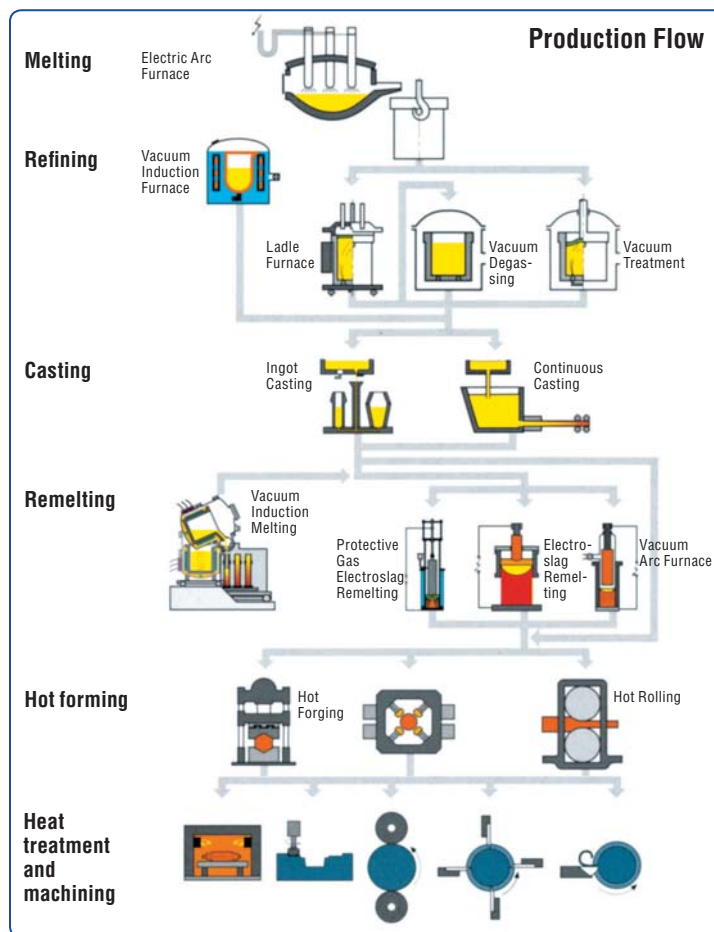 Production Flow
Melting
Electric Arc
Furnace
Refining
Vacuum
Induction
Furnace
Ladle
Furnace
Vacuum
Degas-
sing
Vacuum
Treatment
Casting
Ingot
Casting
Continuous
Casting
Remelting
Vacuum
Induction
Melting
Protective
Gas
Electroslag
Remelting
Electro-
slag
Remel-
ting
Vacuum
Arc Furnace
Hot forming
Hot
Forging
Hot Rolling
Heat
treatment
and
machining